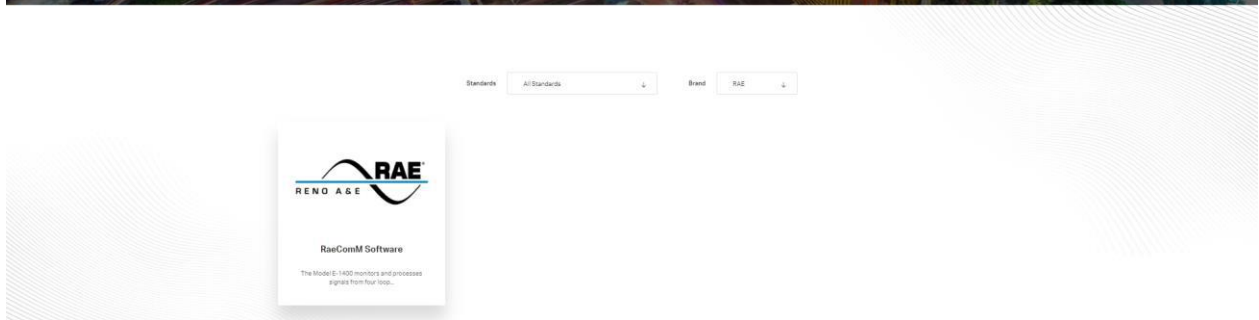 Standards
All Standards
Brand
RAE
RAE®
RENO A&E
RaeComM Software
The Model E-1400 monitors and processes
signals from four loop...